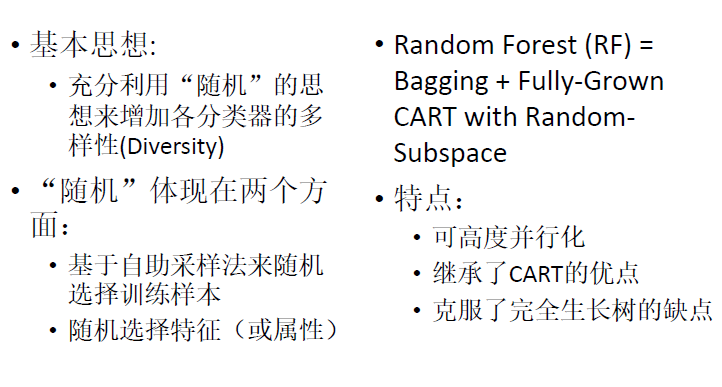 • 基本思想:
• 充分利用“随机”的思
想来增加各分类器的多
样性(Diversity)
• “随机”体现在两个方
面：
• 基于自助采样法来随机
选择训练样本
• 随机选择特征（或属性）
• Random Forest (RF) =
Bagging + Fully-Grown
CART with Random-
Subspace
• 特点：
• 可高度并行化
• 继承了CART的优点
• 克服了完全生长树的缺点